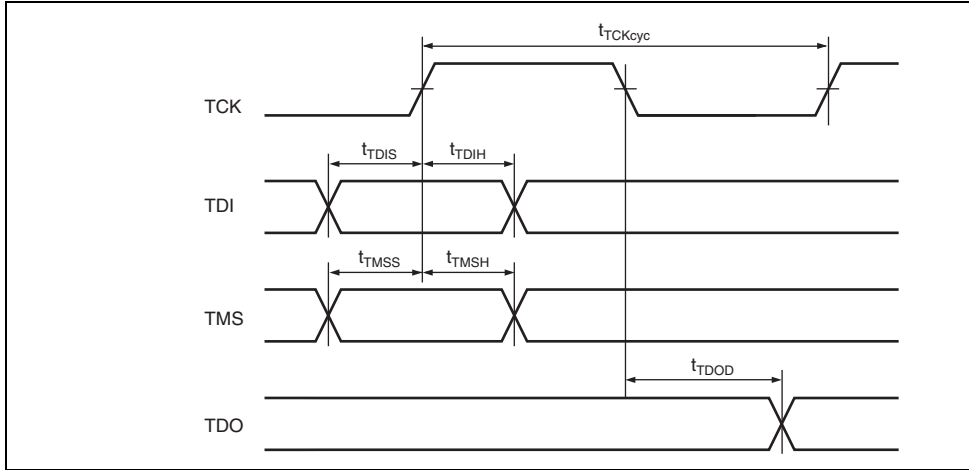 tTCKcyc
TCK
tTDIS tTDIH
TDI
tTMSS tTMSH
TMS
tTDOD
TDO